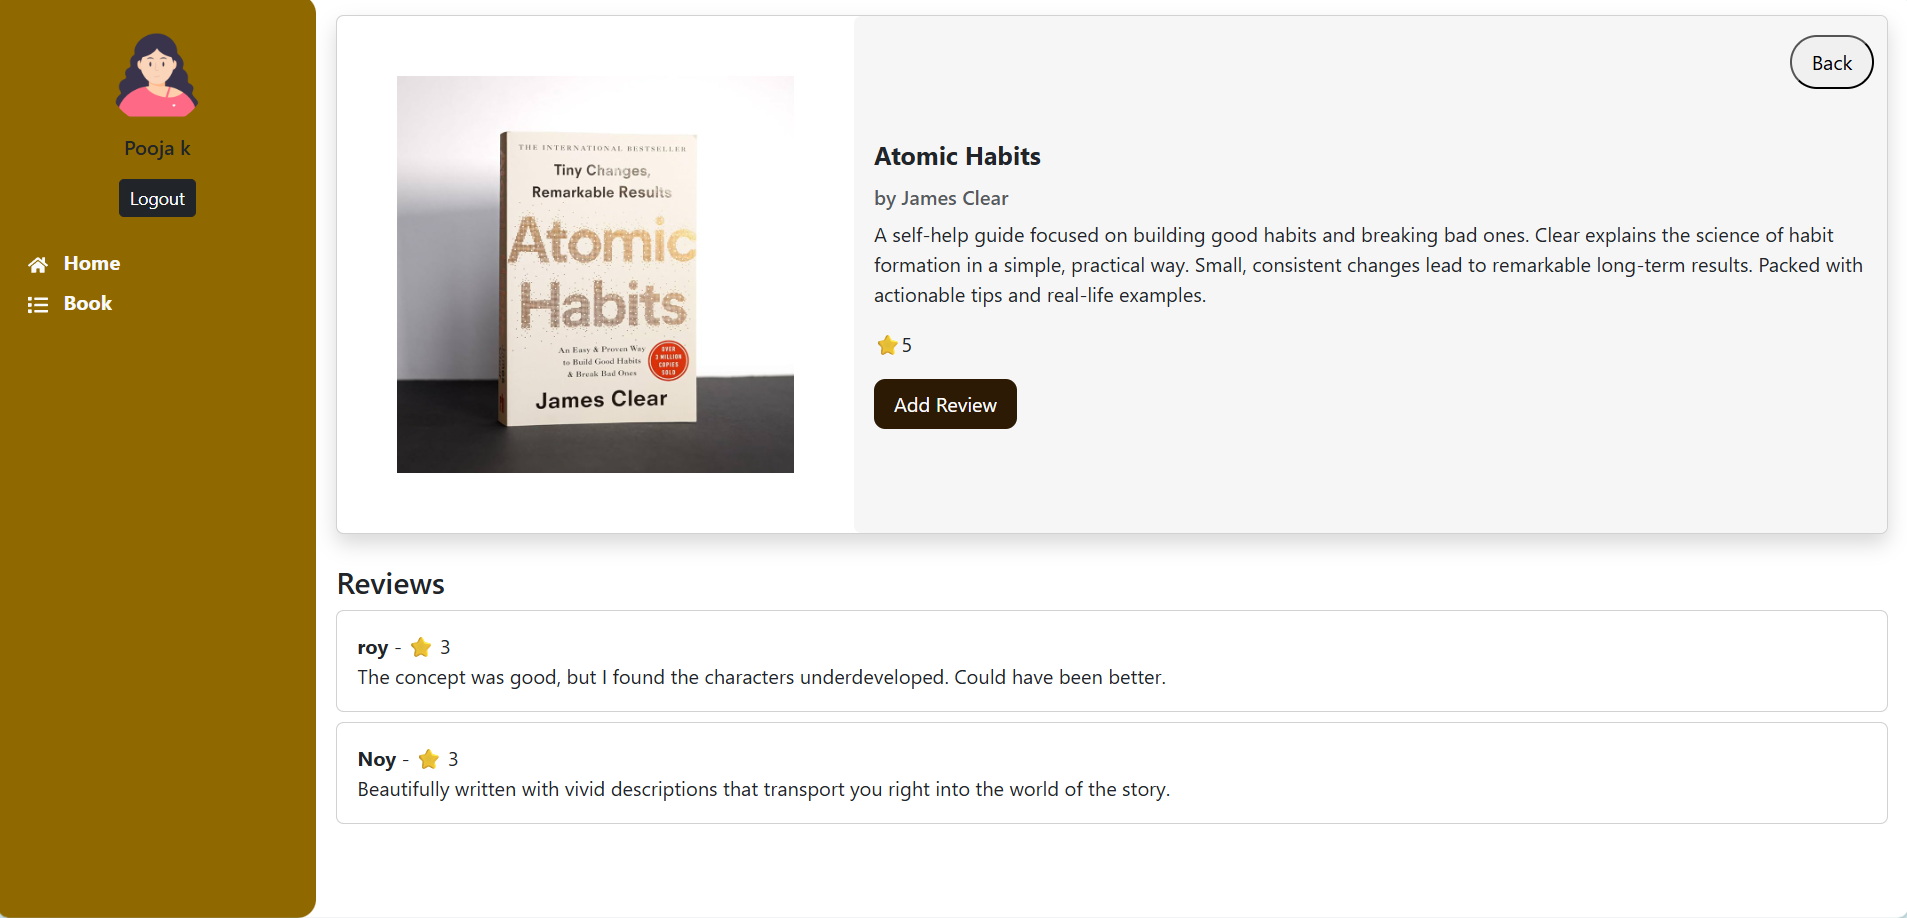 Pooja k
Logout
Home
Book
Back
THE INTERNATIONAL BESTSELLER
Tiny Changes,
Remarkable Results
Atomic
Habits
An Easy & Proven Way
to Build Good Habits
& Break Bad Ones
OVER
3 MILLION
COPIES
SOLD
James Clear
Atomic Habits
by James Clear
A self-help guide focused on building good habits and breaking bad ones. Clear explains the science of habit
formation in a simple, practical way. Small, consistent changes lead to remarkable long-term results. Packed with
actionable tips and real-life examples.
5
Add Review
Reviews
roy - 3
The concept was good, but I found the characters underdeveloped. Could have been better.
Noy - 3
Beautifully written with vivid descriptions that transport you right into the world of the story.